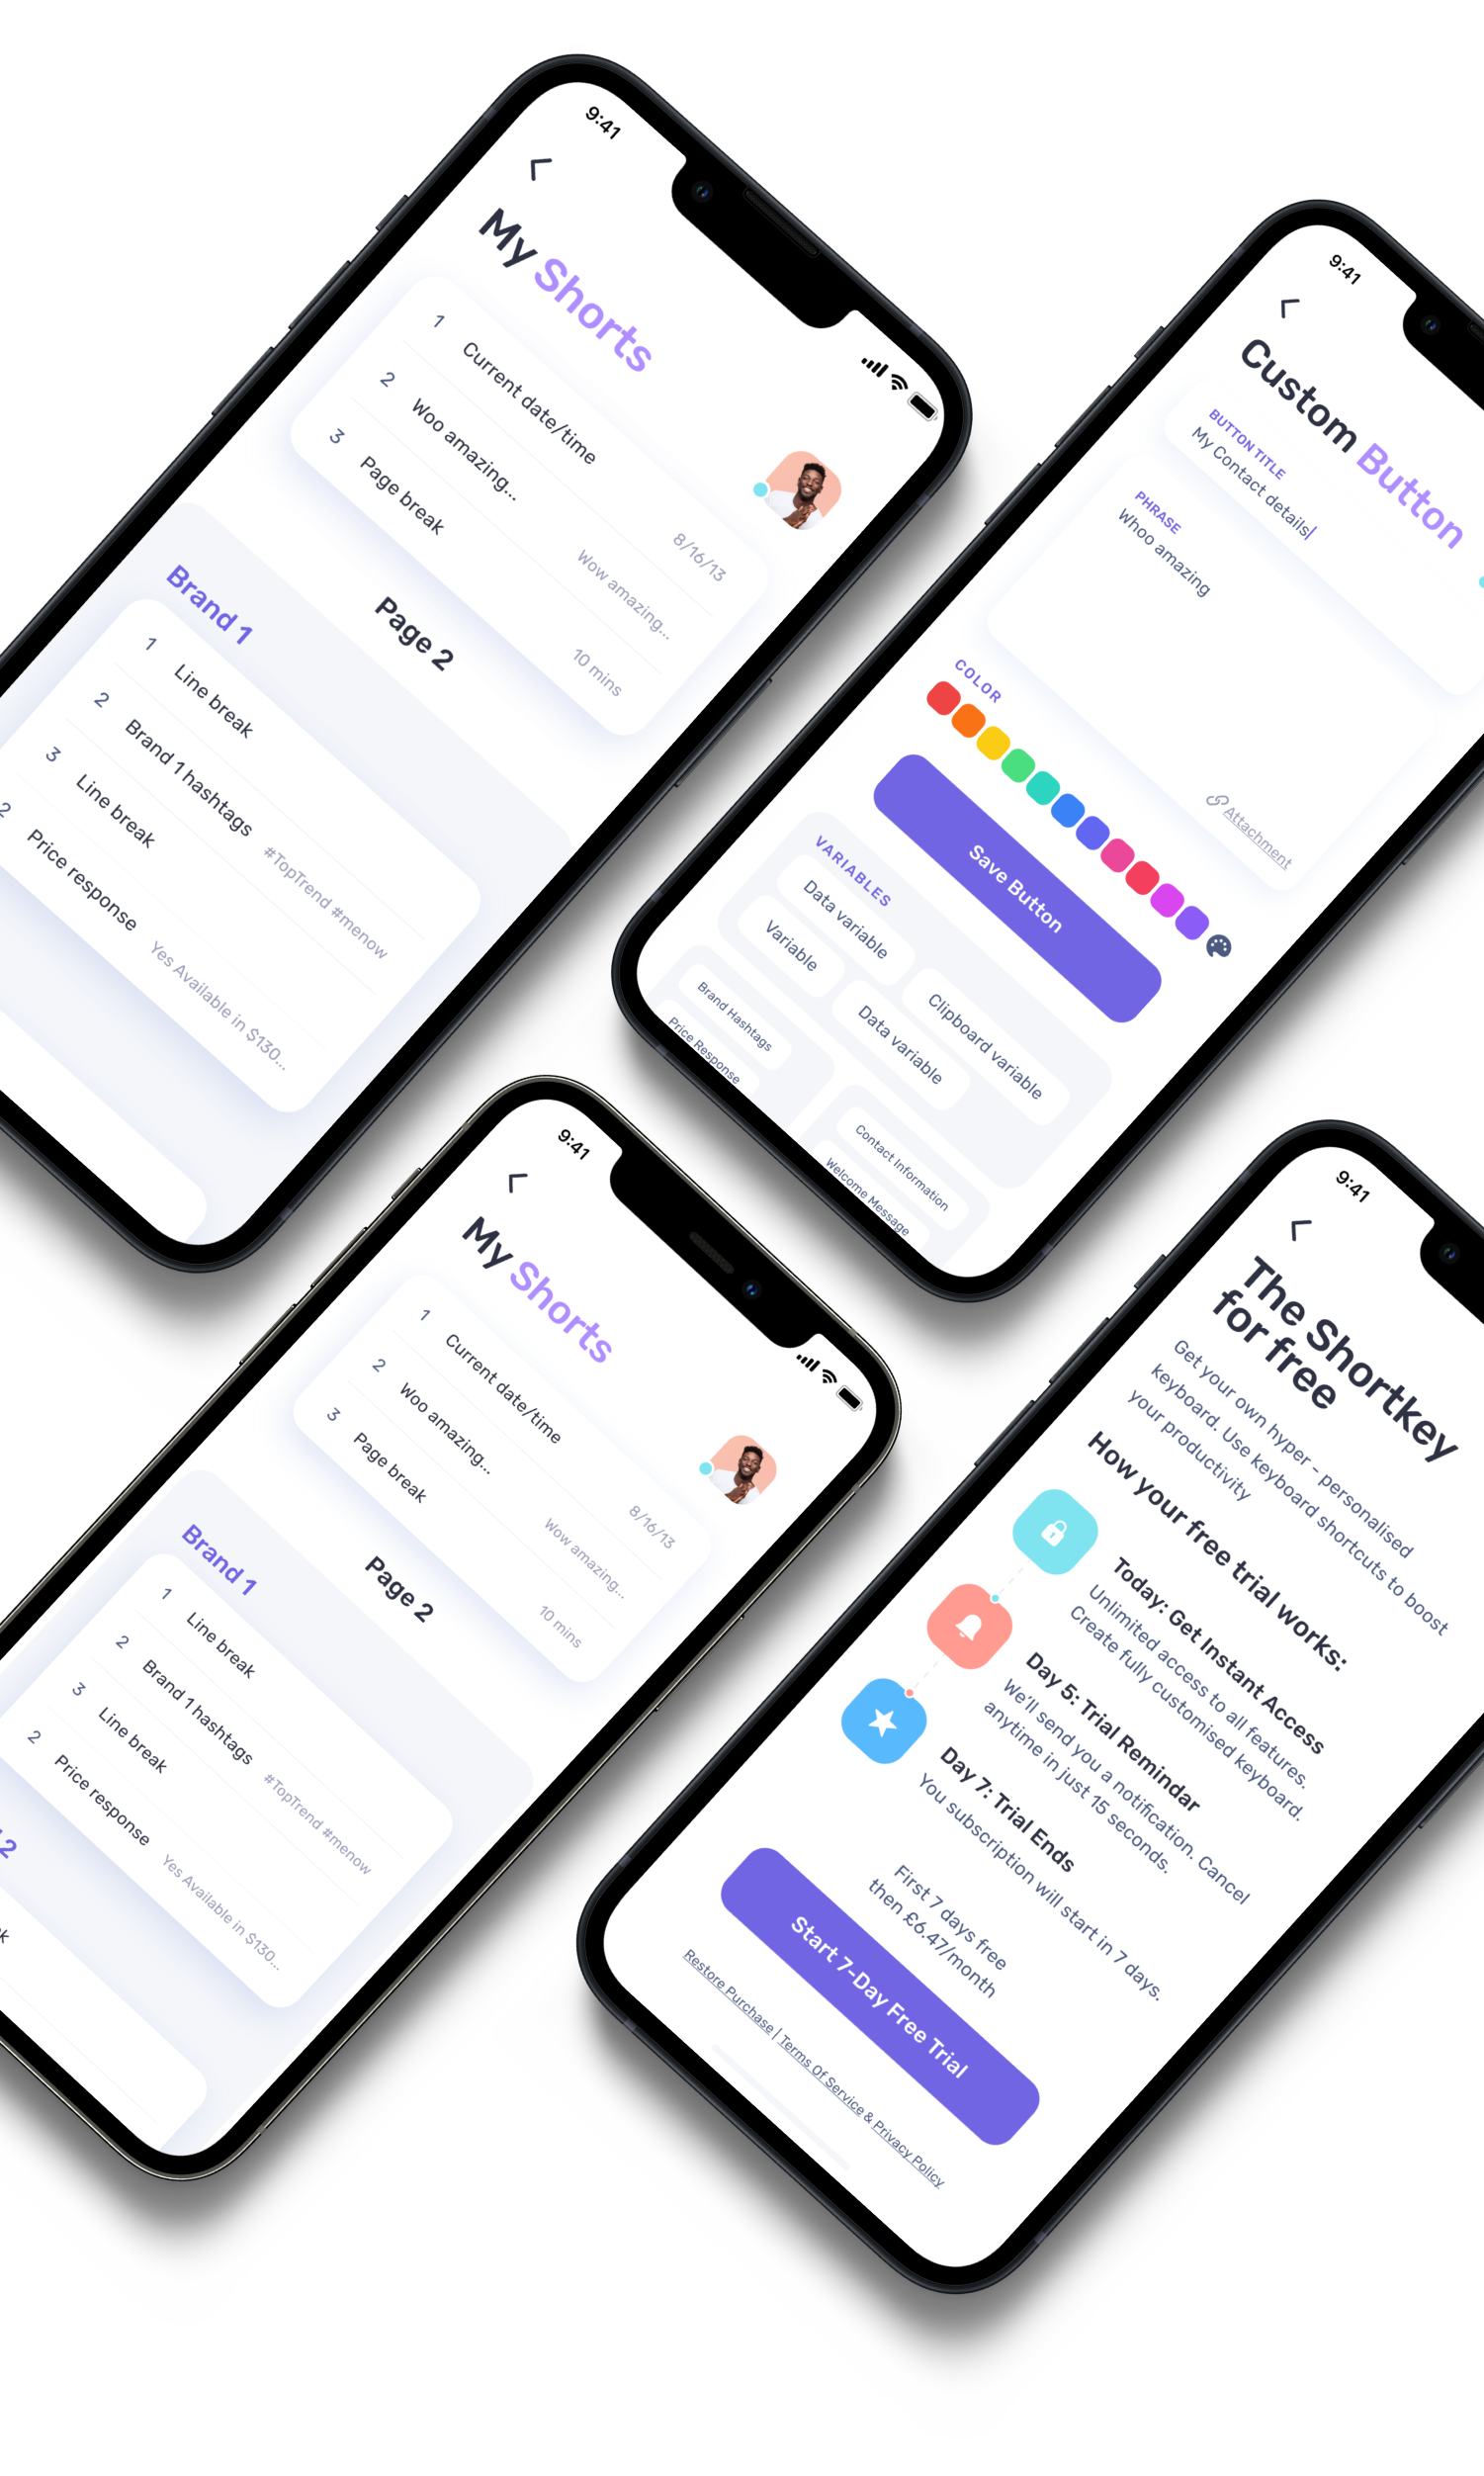 9:41
My Shorts
1 Current date/time 8/16/13
2 Woo amazing... Wow amazing...
3 Page break 10 mins
Page 2
Brand 1
1 Line break
2 Brand 1 hashtags #TopTrend #menow
3 Line break
2 Price response Yes Available in $130...
9:41
Custom Button
BUTTON TITLE
My Contact details
PHRASE
Whoo amazing
Attachment
COLOR
Save Button
VARIABLES
Data variable
Clipboard variable
Variable
Data variable
Brand Hashtags
Contact Information
Price Response
Welcome Message
9:41
My Shorts
1 Current date/time 8/16/13
2 Woo amazing... Wow amazing...
3 Page break 10 mins
Page 2
Brand 1
1 Line break
2 Brand 1 hashtags #TopTrend #menow
3 Line break
2 Price response Yes Available in $130...
2
9:41
The Shortkey
for free
Get your own hyper - personalised
keyboard. Use keyboard shortcuts to boost
your productivity
How your free trial works:
Today: Get Instant Access
Unlimited access to all features.
Create fully customised keyboard.
Day 5: Trial Remindar
We'll send you a notification. Cancel
anytime in just 15 seconds.
Day 7: Trial Ends
You subscription will start in 7 days.
First 7 days free
then £6.47/month
Start 7-Day Free Trial
Restore Purchase | Terms Of Service & Privacy Policy